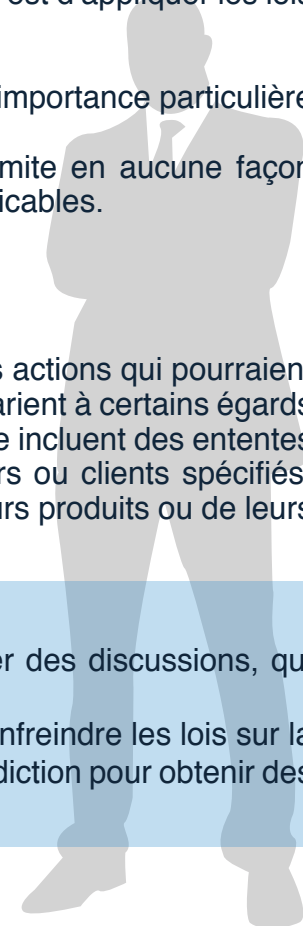 est d'appliquer les lois
importance particulière
mite en aucune façon
icables.
s actions qui pourraien
arient à certains égards
e incluent des ententes
rs ou clients spécifiés
urs produits ou de leurs
er des discussions, qu
nfreindre les lois sur la
diction pour obtenir des